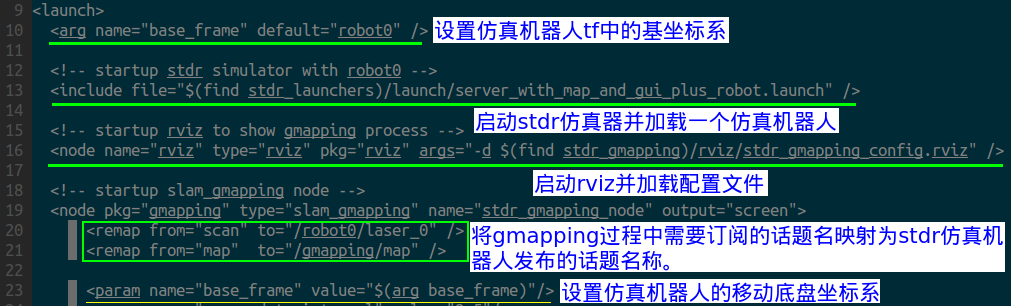 9 <launch>
10 <arg name="base_frame" default="robot0" /> 设置仿真机器人tf中的基坐标系
11
12 <!-- startup stdr simulator with robot0 -->
13 <include file="$(find stdr_launchers)/launch/server_with_map_and_gui_plus_robot.launch" />
14
启动stdr仿真器并加载一个仿真机器人
15 <!-- startup rviz to show gmapping process -->
16 <node name="rviz" type="rviz" pkg="rviz" args="-d $(find stdr_gmapping)/rviz/stdr_gmapping_config.rviz" />
17
启动rviz并加载配置文件
18 <!-- startup slam_gmapping node -->
19 <node pkg="gmapping" type="slam_gmapping" name="stdr_gmapping_node" output="screen">
20 <remap from="scan" to="/robot0/laser_0" /> 将gmapping过程中需要订阅的话题名映射为stdr仿真机
21 <remap from="map" to="/gmapping/map" /> 器人发布的话题名称。
22
23 <param name="base_frame" value="$(arg base_frame)"/> 设置仿真机器人的移动底盘坐标系